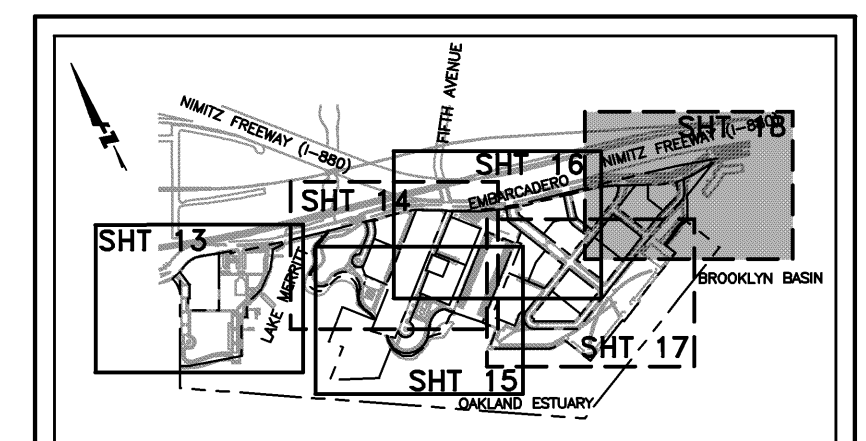 FIFTH AVENUE
NIMITZ FREEWAY (I-880)
SHT 18
NIMITZ FREEWAY (I-880)
SHT 16
EMBARCADERO
SHT 14
SHT 13
LAKE MERRITT
BROOKLYN BASIN
SHT 17
SHT 15
OAKLAND ESTUARY